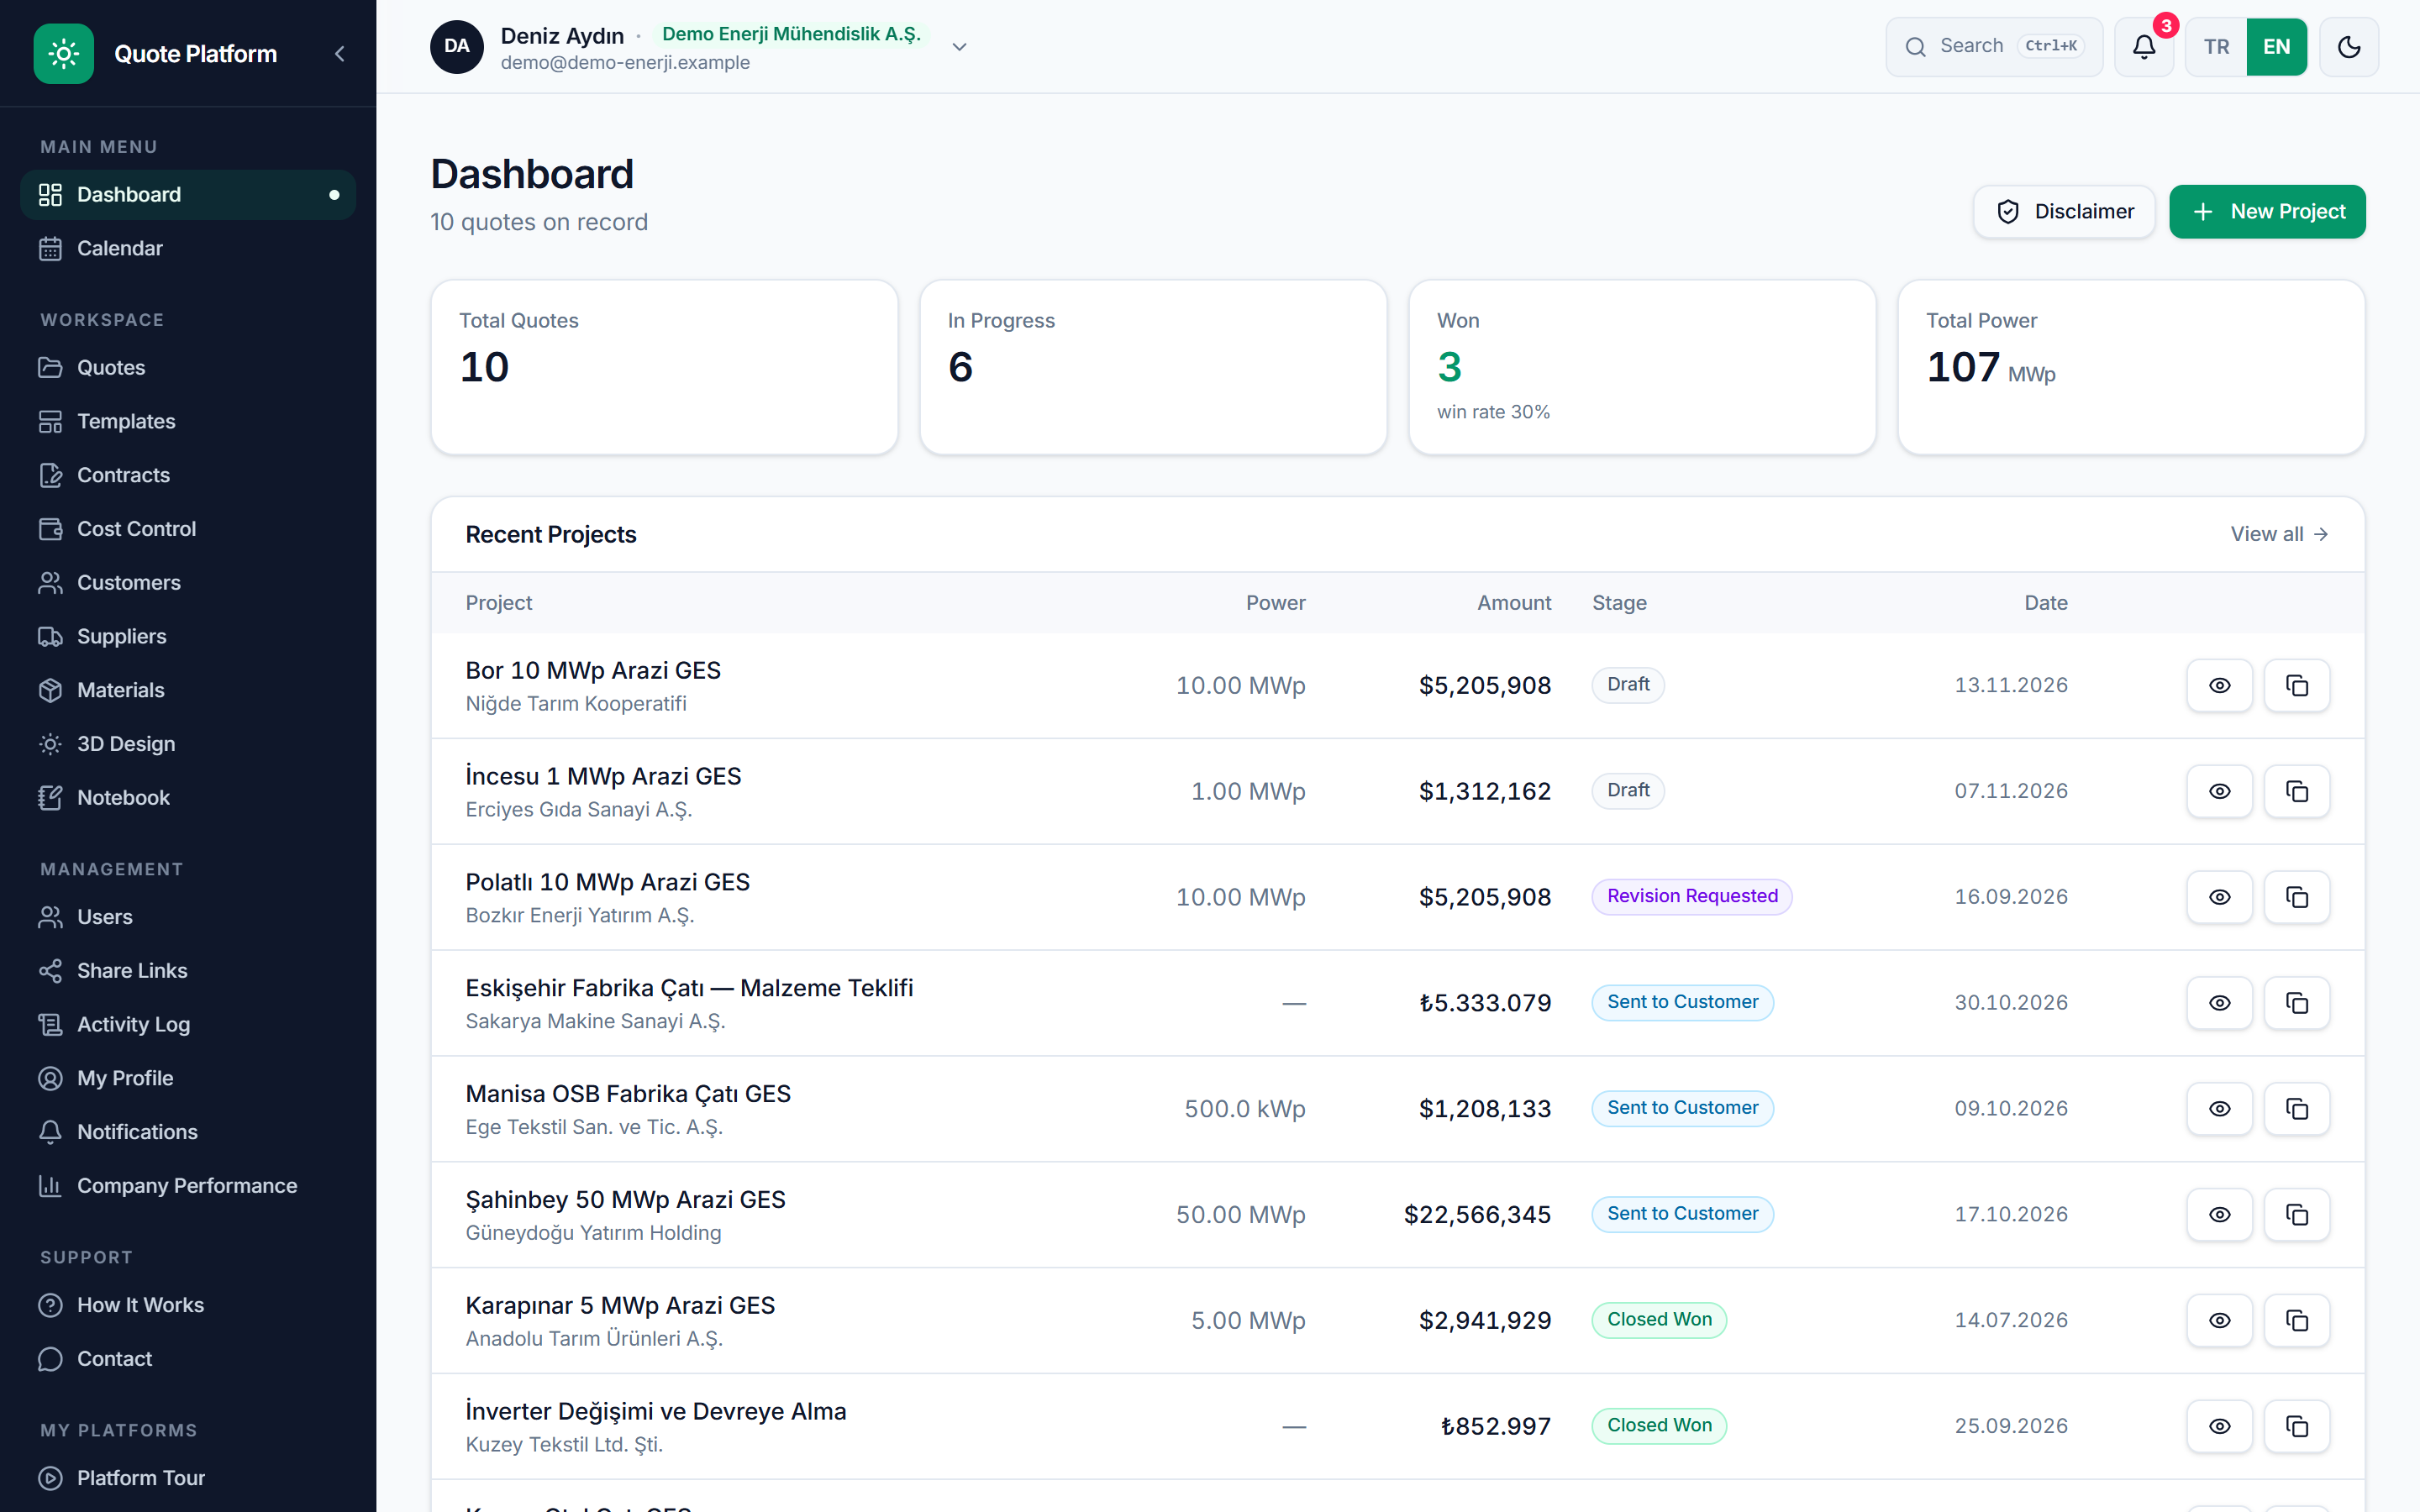 Quote Platform
MAIN MENU
Dashboard
Calendar
WORKSPACE
Quotes
Templates
Contracts
Cost Control
Customers
Suppliers
Materials
3D Design
Notebook
MANAGEMENT
Users
Share Links
Activity Log
My Profile
Notifications
Company Performance
SUPPORT
How It Works
Contact
MY PLATFORMS
Platform Tour
DA
Deniz Aydın · Demo Enerji Mühendislik A.Ş.
demo@demo-enerji.example
Search Ctrl+K
3
TR EN
Dashboard
10 quotes on record
Disclaimer
New Project
Total Quotes
10
In Progress
6
Won
3
win rate 30%
Total Power
107 MWp
Recent Projects
View all →
Project Power Amount Stage Date
Bor 10 MWp Arazi GES
Niğde Tarım Kooperatifi
10.00 MWp $5,205,908 Draft 13.11.2026
İncesu 1 MWp Arazi GES
Erciyes Gıda Sanayi A.Ş.
1.00 MWp $1,312,162 Draft 07.11.2026
Polatlı 10 MWp Arazi GES
Bozkır Enerji Yatırım A.Ş.
10.00 MWp $5,205,908 Revision Requested 16.09.2026
Eskişehir Fabrika Çatı — Malzeme Teklifi
Sakarya Makine Sanayi A.Ş.
— ₺5.333.079 Sent to Customer 30.10.2026
Manisa OSB Fabrika Çatı GES
Ege Tekstil San. ve Tic. A.Ş.
500.0 kWp $1,208,133 Sent to Customer 09.10.2026
Şahinbey 50 MWp Arazi GES
Güneydoğu Yatırım Holding
50.00 MWp $22,566,345 Sent to Customer 17.10.2026
Karapınar 5 MWp Arazi GES
Anadolu Tarım Ürünleri A.Ş.
5.00 MWp $2,941,929 Closed Won 14.07.2026
İnverter Değişimi ve Devreye Alma
Kuzey Tekstil Ltd. Şti.
— ₺852.997 Closed Won 25.09.2026